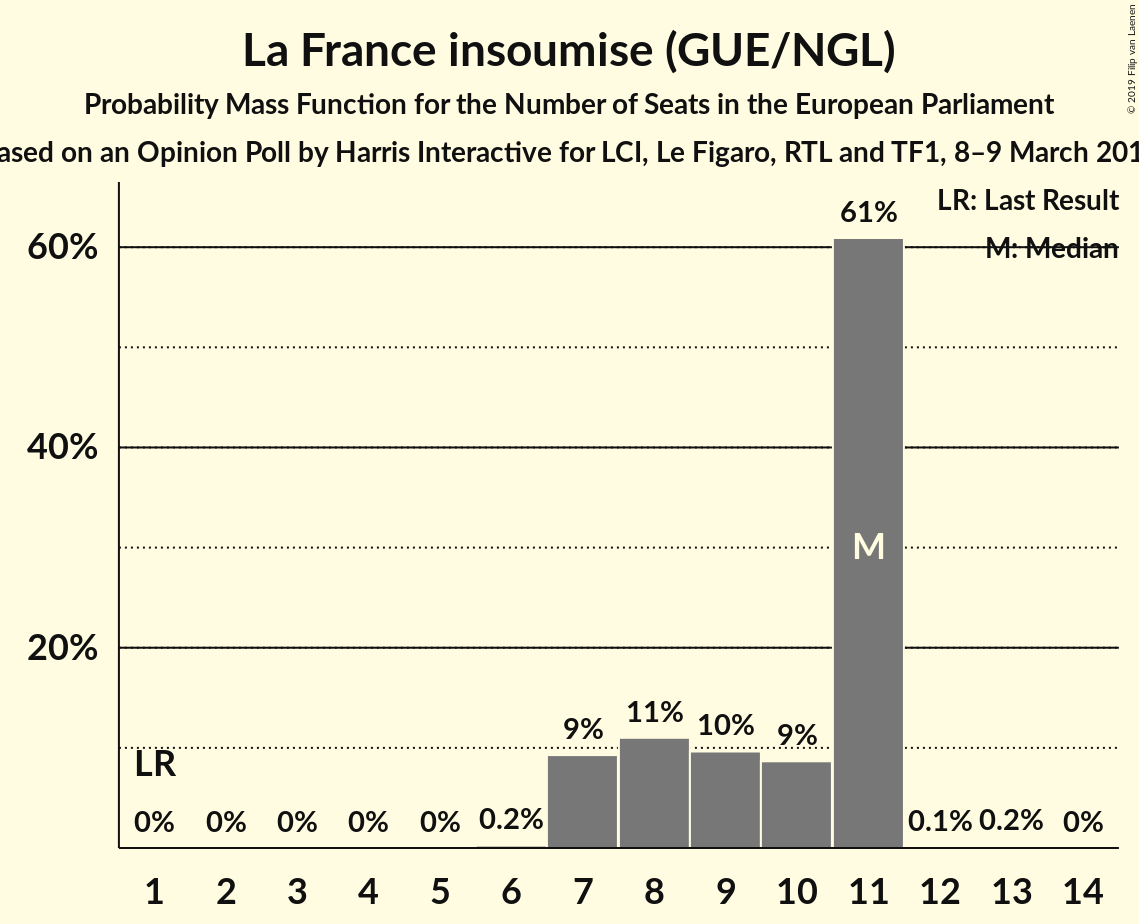 La France insoumise (GUE/NGL)
Probability Mass Function for the Number of Seats in the European Parliament
ased on an Opinion Poll by Harris Interactive for LCI, Le Figaro, RTL and TF1, 8–9 March 201
© 2019 Filip van Laenen
LR: Last Result
M: Median
61%
60%
40%
M
20%
9% 11% 10% 9%
LR
0% 0% 0% 0% 0% 0.2% 0.1% 0.2% 0%
1 2 3 4 5 6 7 8 9 10 11 12 13 14